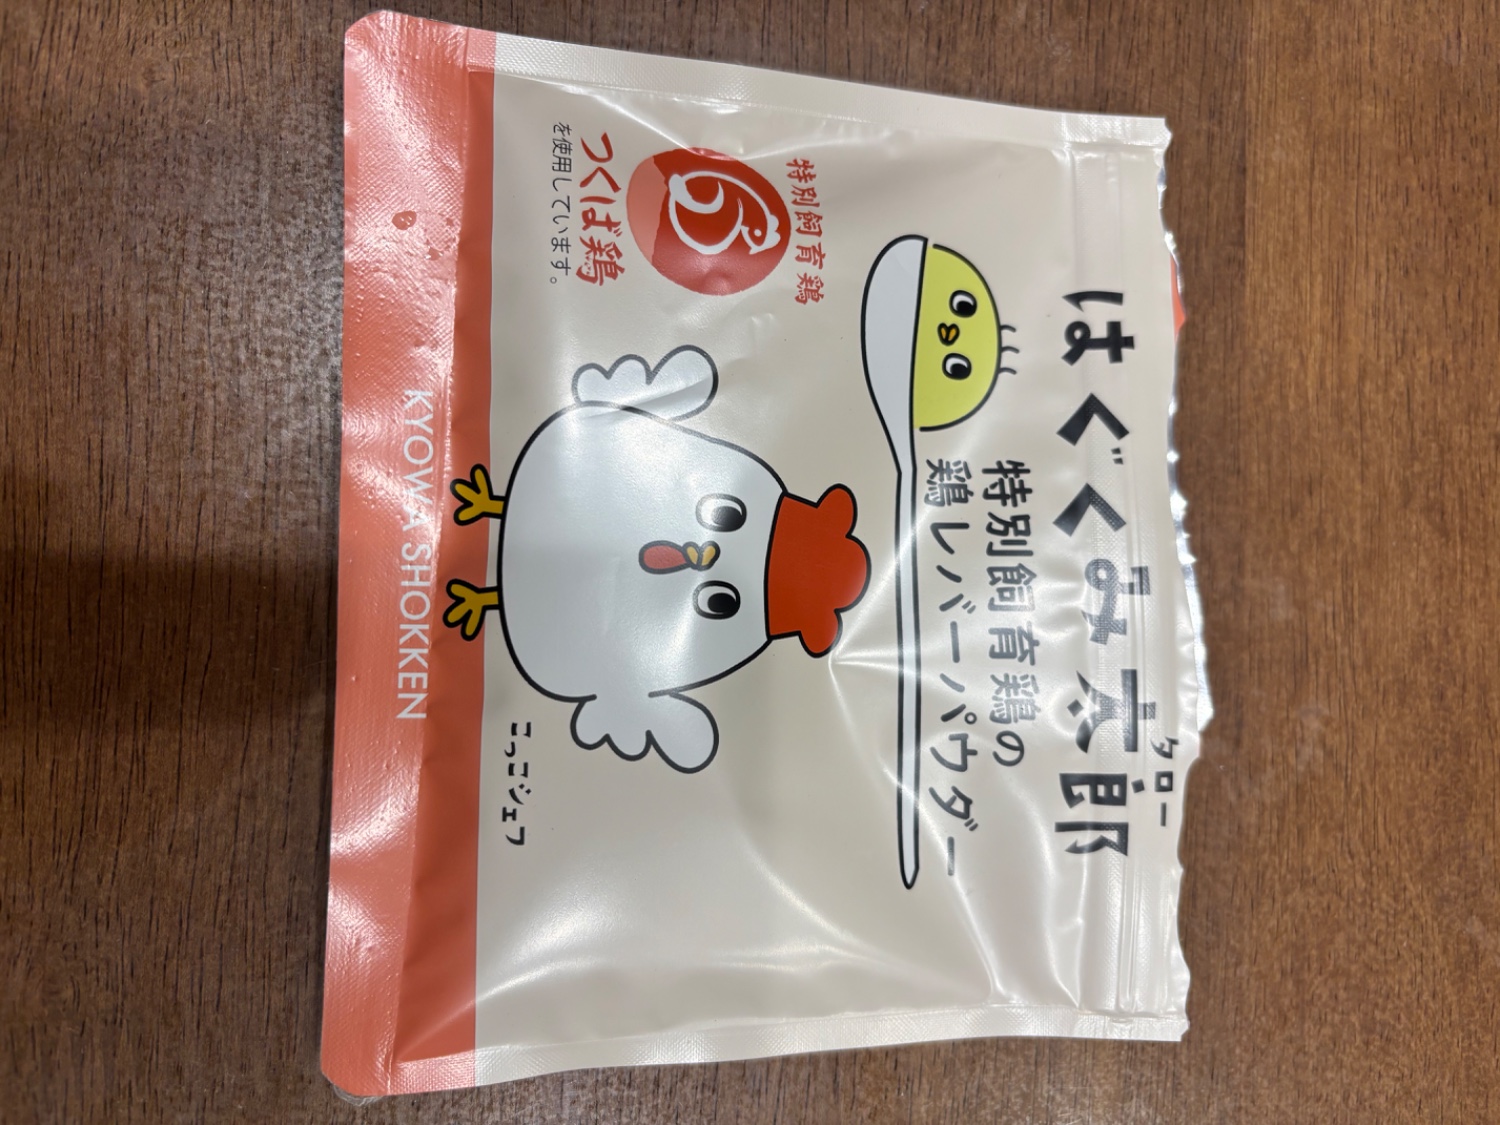 はぐくみ太郎
タロー
特別飼育鶏の
鶏レバーパウダー
特別飼育鶏
つくば鶏
を使用しています。
こっこシェフ
KYOWA SHOKKEN